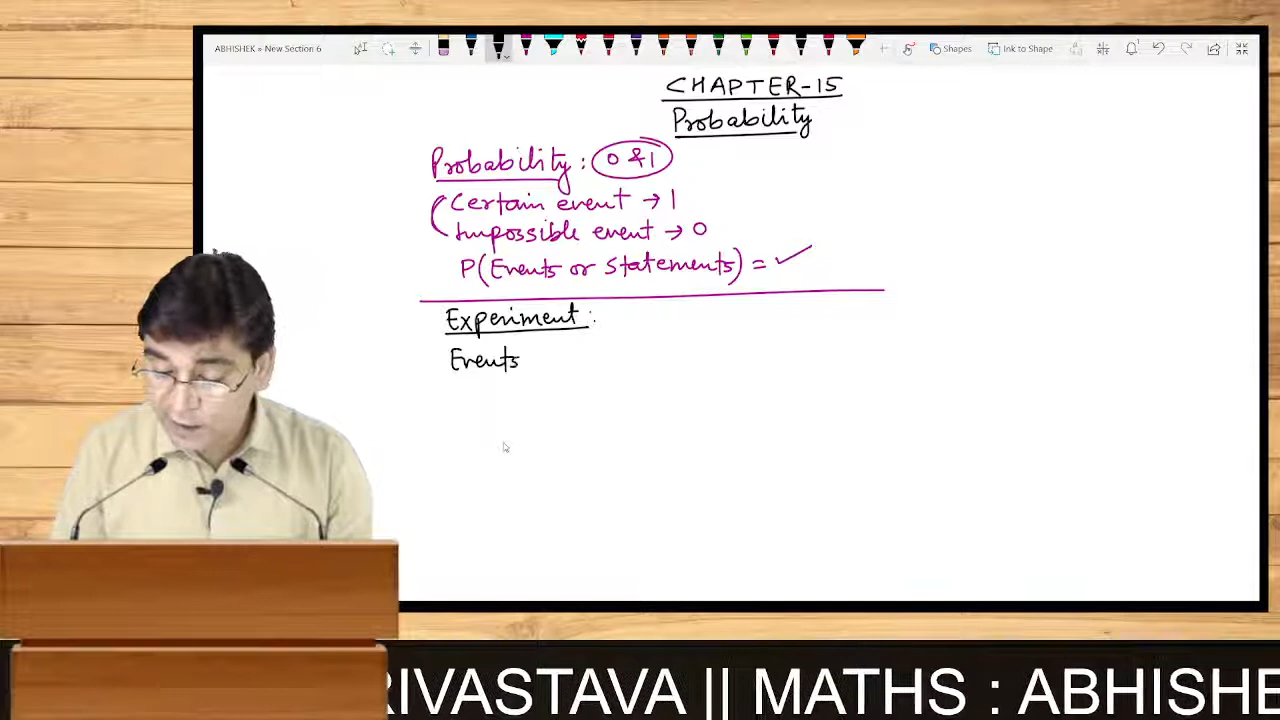 ABHISHEK » New Section 6
Shapes
Ink to Shape
CHAPTER-15
Probability
Probability : 0 & 1
Certain event → 1
Impossible event → 0
P(Events or Statements) = ✓
Experiment :
Events
RIVASTAVA || MATHS : ABHISHE